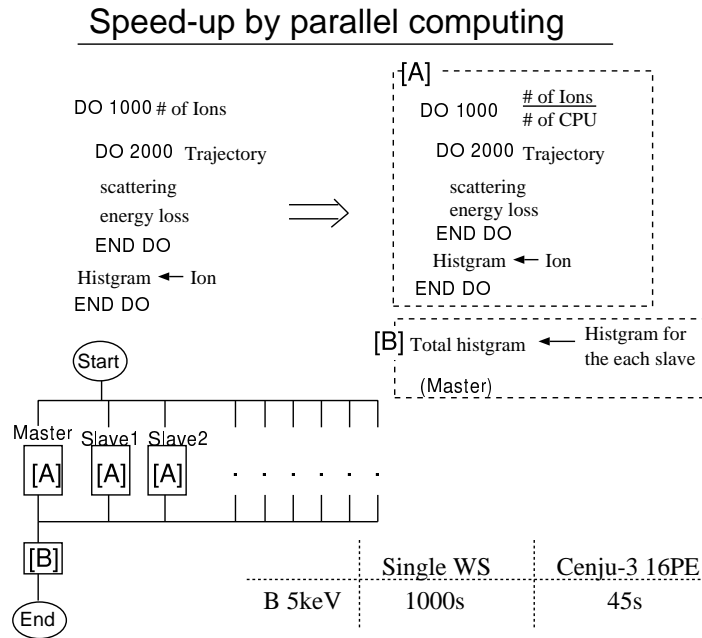 Speed-up by parallel computing
DO 1000 # of Ions
DO 2000 Trajectory
scattering
energy loss
END DO
Histgram ← Ion
END DO
[A]
DO 1000 # of Ions
# of CPU
DO 2000 Trajectory
scattering
energy loss
END DO
Histgram ← Ion
END DO
[B] Total histgram ← Histgram for
the each slave
(Master)
Start
Master Slave1 Slave2
[A] [A] [A] . . . . . .
[B]
End
Single WS Cenju-3 16PE
B 5keV 1000s 45s